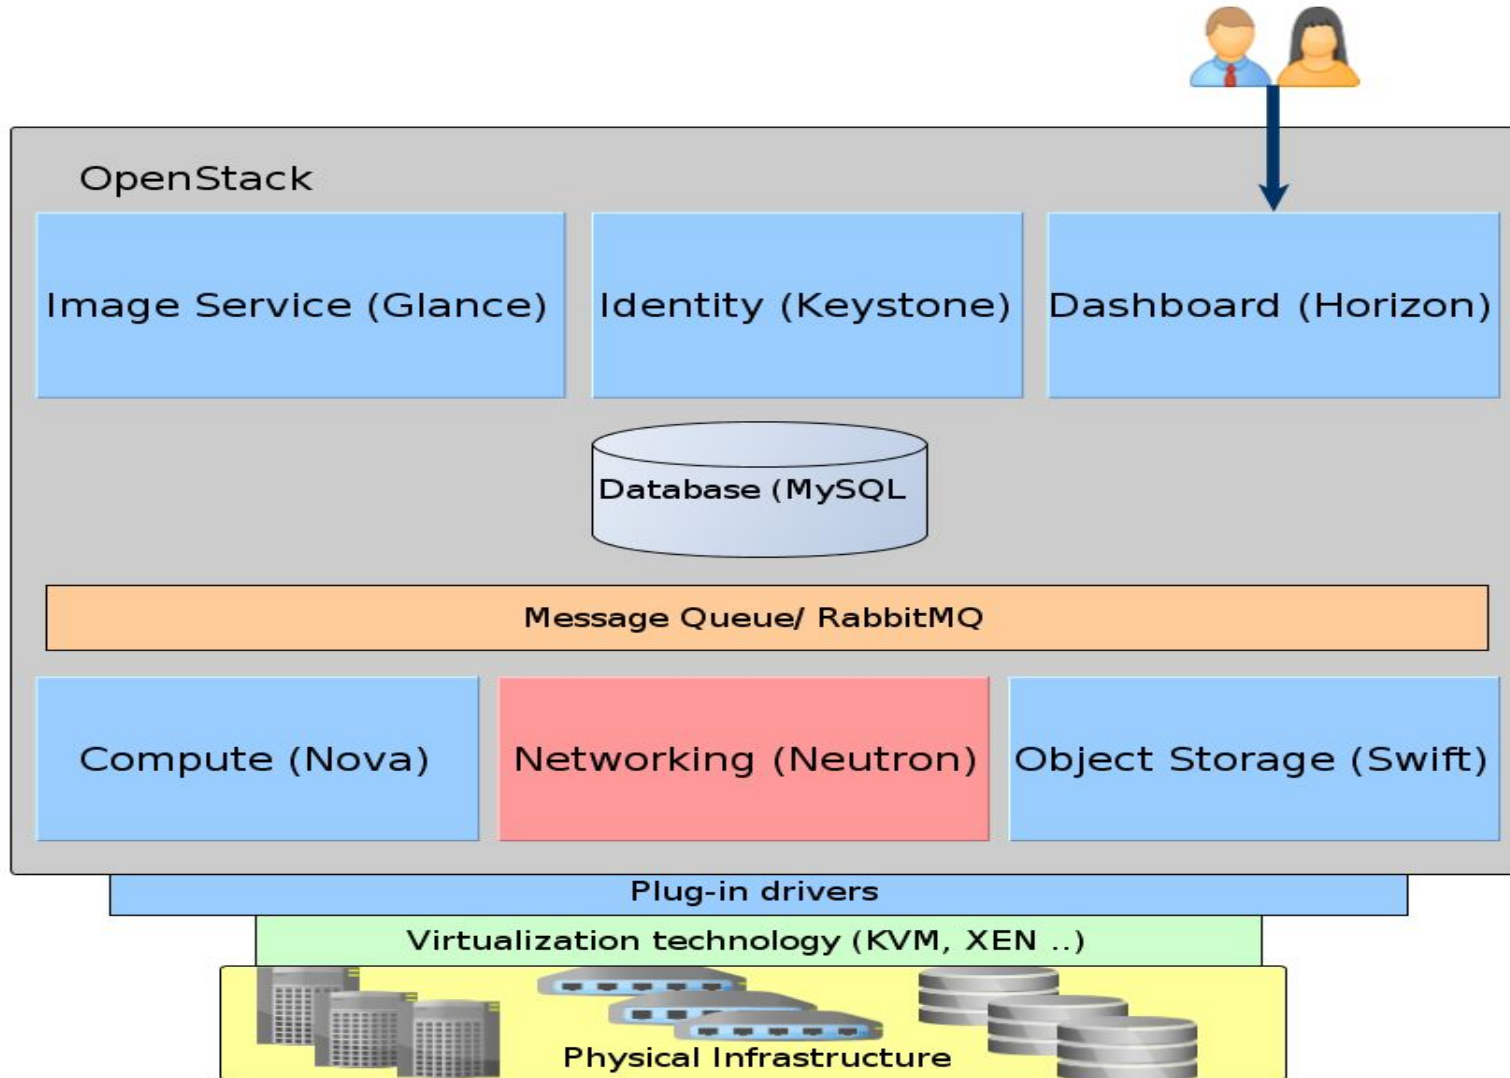 OpenStack
Image Service (Glance)
Identity (Keystone)
Dashboard (Horizon)
Database (MySQL
Message Queue/ RabbitMQ
Compute (Nova)
Networking (Neutron)
Object Storage (Swift)
Plug-in drivers
Virtualization technology (KVM, XEN ..)
Physical Infrastructure